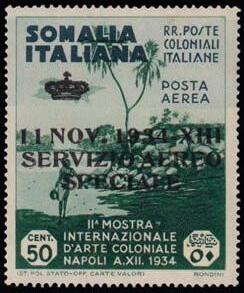 SOMALIA
ITALIANA
RR. POSTE
COLONIALI
ITALIANE
POSTA
AEREA
11 NOV. 1934-XIII
SERVIZIO AEREO
SPECIALE
IIª MOSTRA
INTERNAZIONALE
D'ARTE COLONIALE
NAPOLI A.XII. 1934
CENT.
50
IST. POL. STATO-OFF. CARTE VALORI
RONDINI